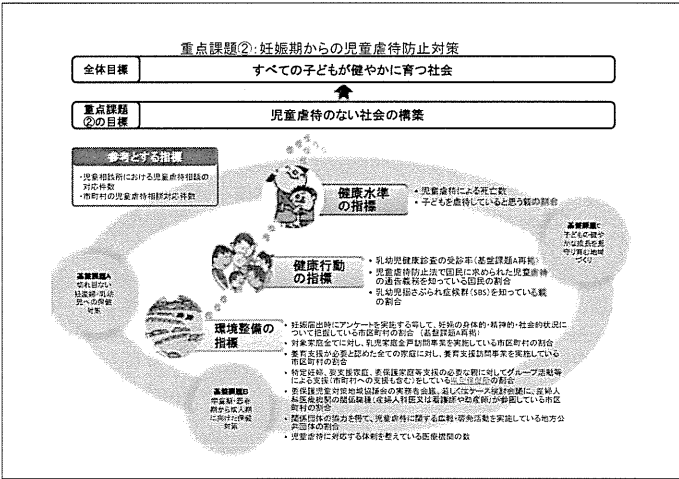 重点課題②:妊娠期からの児童虐待防止対策
全体目標
すべての子どもが健やかに育つ社会
重点課題
②の目標
児童虐待のない社会の構築
参考とする指標
・児童相談所における児童虐待相談の
対応件数
・市町村の児童虐待相談対応件数
健康水準
の指標
・児童虐待による死亡数
・子どもを虐待していると思う親の割合
基盤課題C
子どもの健や
かな成長を見
守り育む地域
づくり
基盤課題A
切れ目ない
妊産婦・乳幼
児への保健
対策
健康行動
の指標
・乳幼児健康診査の受診率(基盤課題A再掲)
・児童虐待防止法で国民に求められた児童虐待
の通告義務を知っている国民の割合
・乳幼児揺さぶられ症候群(SBS)を知っている親
の割合
環境整備の
指標
・妊娠届出時にアンケートを実施する等して、妊婦の身体的・精神的・社会的状況に
ついて把握している市区町村の割合(基盤課題A再掲)
・対象家庭全てに対し、乳児家庭全戸訪問事業を実施している市区町村の割合
・養育支援が必要と認めた全ての家庭に対し、養育支援訪問事業を実施している
市区町村の割合
・特定妊婦、要支援家庭、要保護家庭等支援の必要な親に対してグループ活動等
による支援(市町村への支援も含む)をしている の割合
・要保護児童対策地域協議会の実務者会議、若しくはケース検討会議に、産婦人
科医療機関の関係職種(産婦人科医又は看護師や助産師)が参画している市区
町村の割合
・関係団体の協力を得て、児童虐待に関する広報・啓発活動を実施している地方公
共団体の割合
・児童虐待に対応する体制を整えている医療機関の数
基盤課題B
学童期・思春
期から成人期
に向けた保健
対策